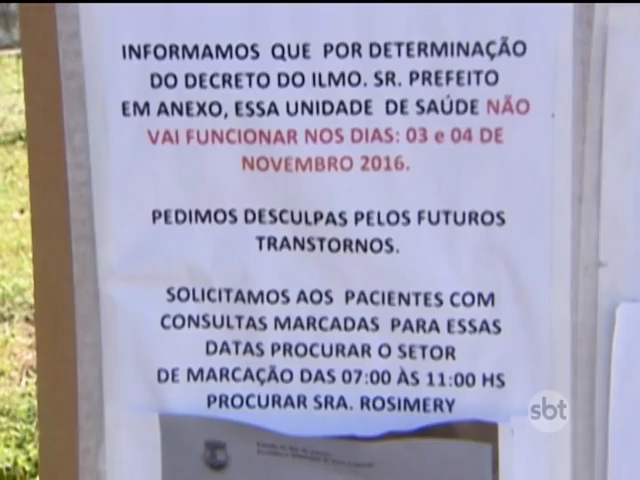 INFORMAMOS QUE POR DETERMINAÇÃO
DO DECRETO DO ILMO. SR. PREFEITO
EM ANEXO, ESSA UNIDADE DE SAÚDE NÃO
VAI FUNCIONAR NOS DIAS: 03 e 04 DE
NOVEMBRO 2016.
PEDIMOS DESCULPAS PELOS FUTUROS
TRANSTORNOS.
SOLICITAMOS AOS PACIENTES COM
CONSULTAS MARCADAS PARA ESSAS
DATAS PROCURAR O SETOR
DE MARCAÇÃO DAS 07:00 ÀS 11:00 HS
PROCURAR SRA. ROSIMERY
sbt